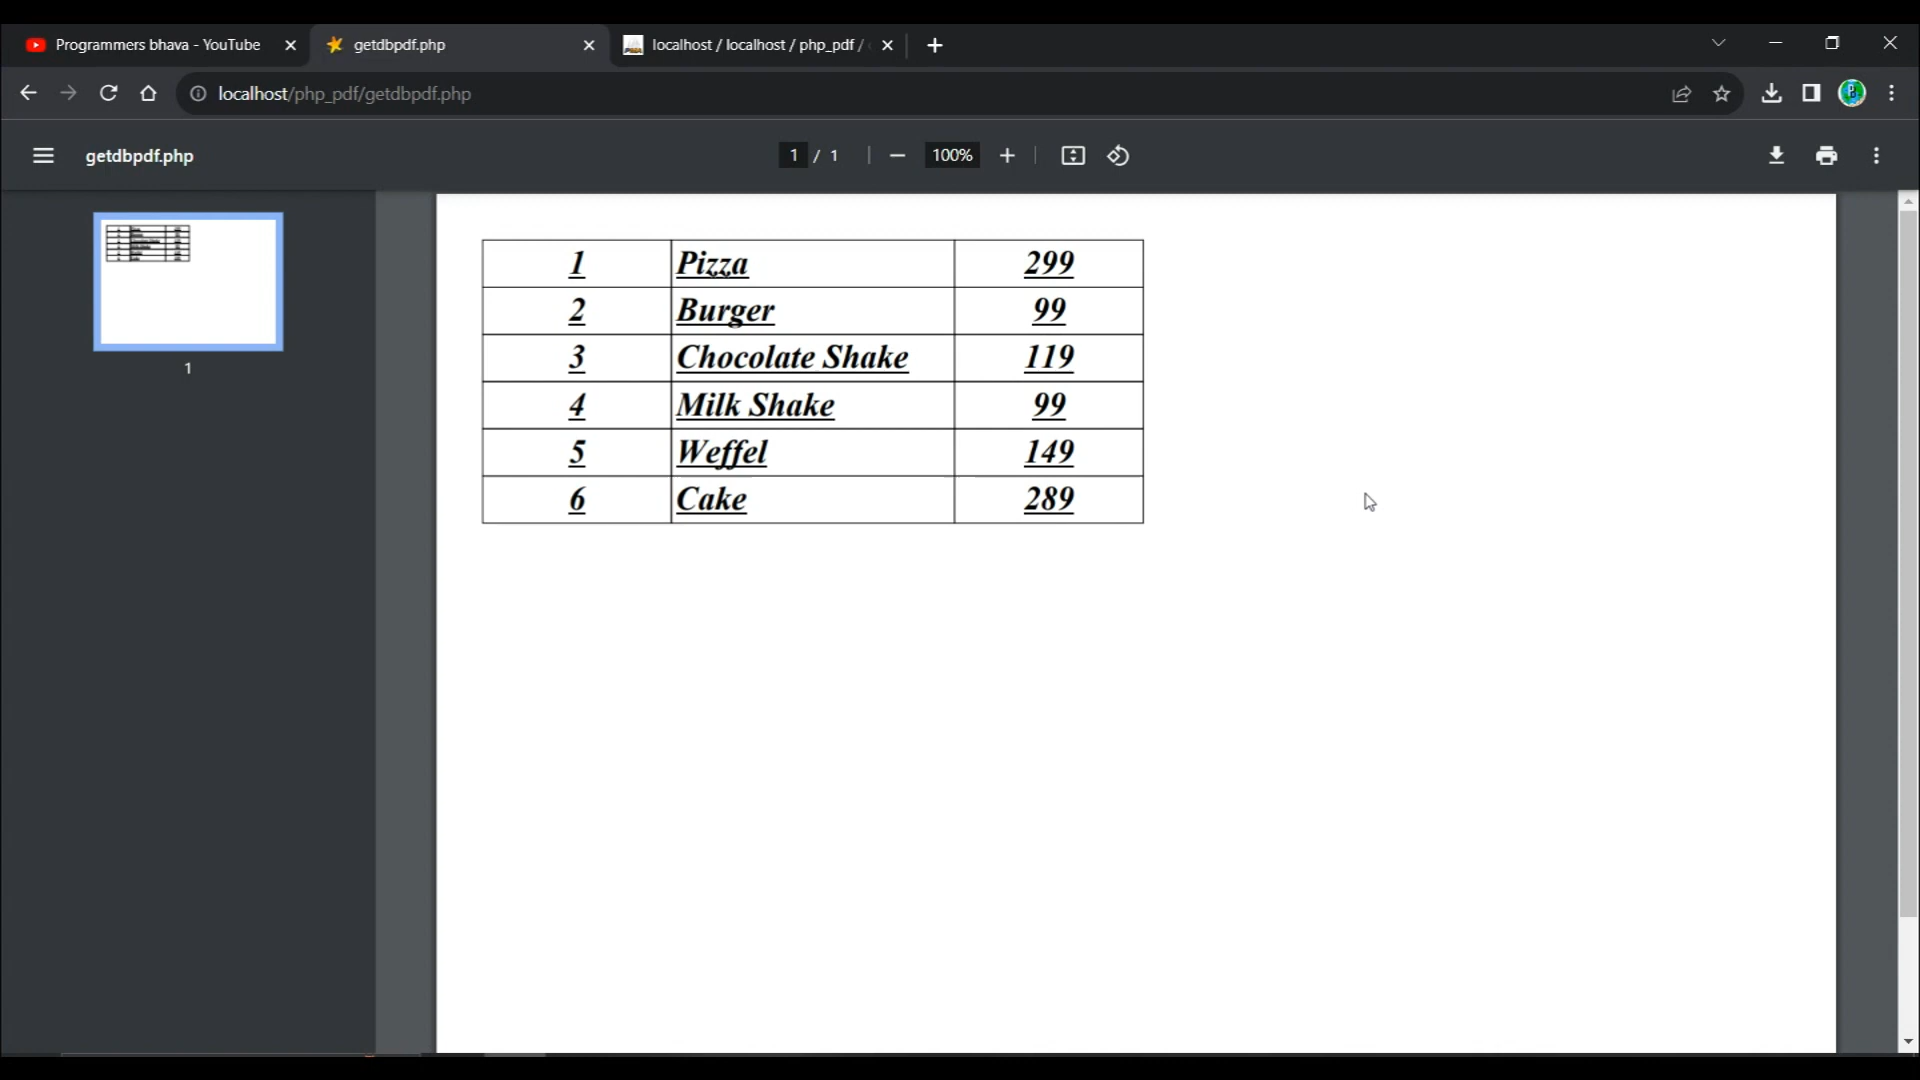 Programmers bhava - YouTube
getdbpdf.php
localhost / localhost / php_pdf /
localhost/php_pdf/getdbpdf.php
getdbpdf.php
1 / 1
100%
1 Pizza 299
2 Burger 99
3 Chocolate Shake 119
4 Milk Shake 99
5 Weffel 149
6 Cake 289
1